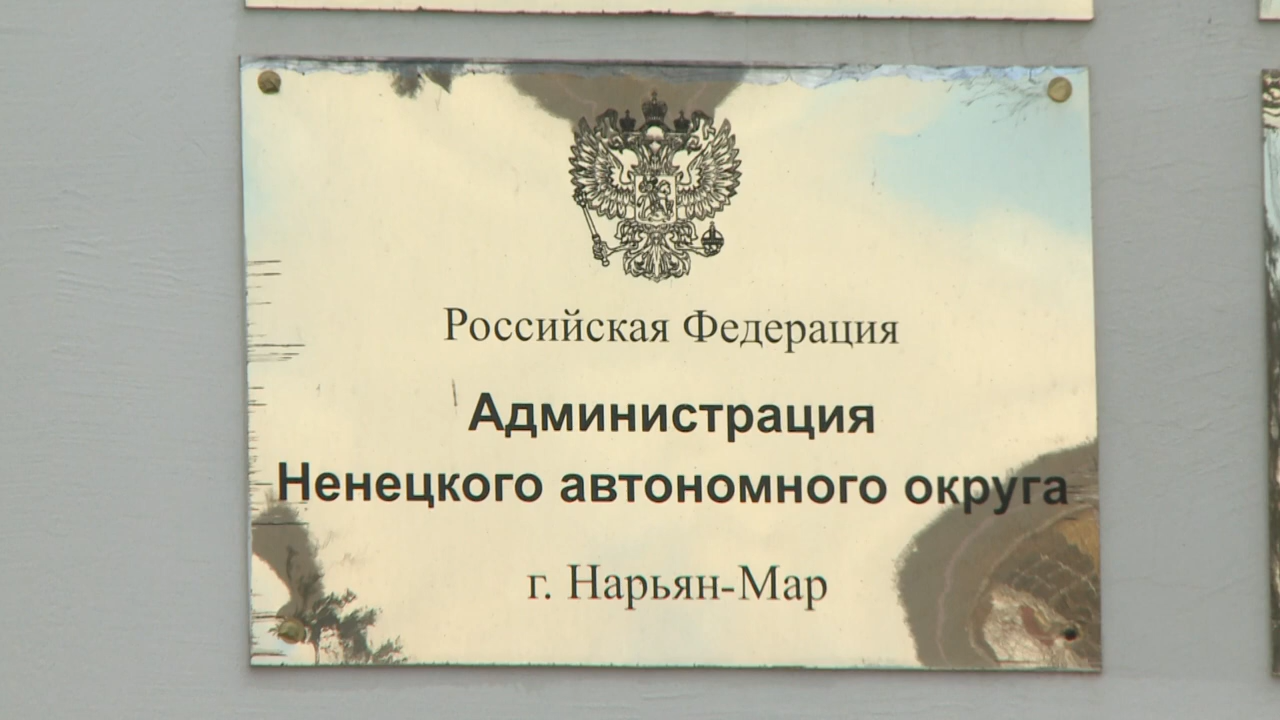 Российская Федерация
Администрация
Ненецкого автономного округа
г. Нарьян-Мар